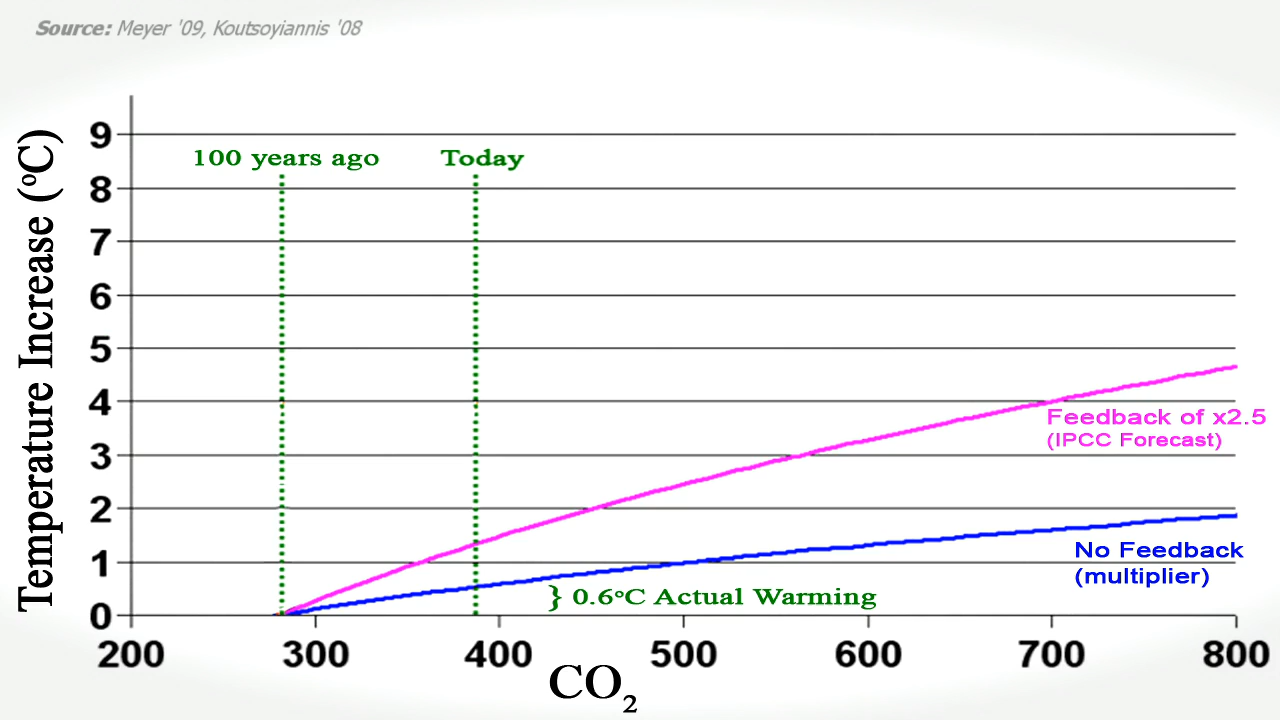 Source: Meyer '09, Koutsoyiannis '08
Temperature Increase (ºC)
9
8
7
6
5
4
3
2
1
0
100 years ago
Today
Feedback of x2.5
(IPCC Forecast)
No Feedback
(multiplier)
} 0.6ºC Actual Warming
200 300 400 500 600 700 800
CO₂